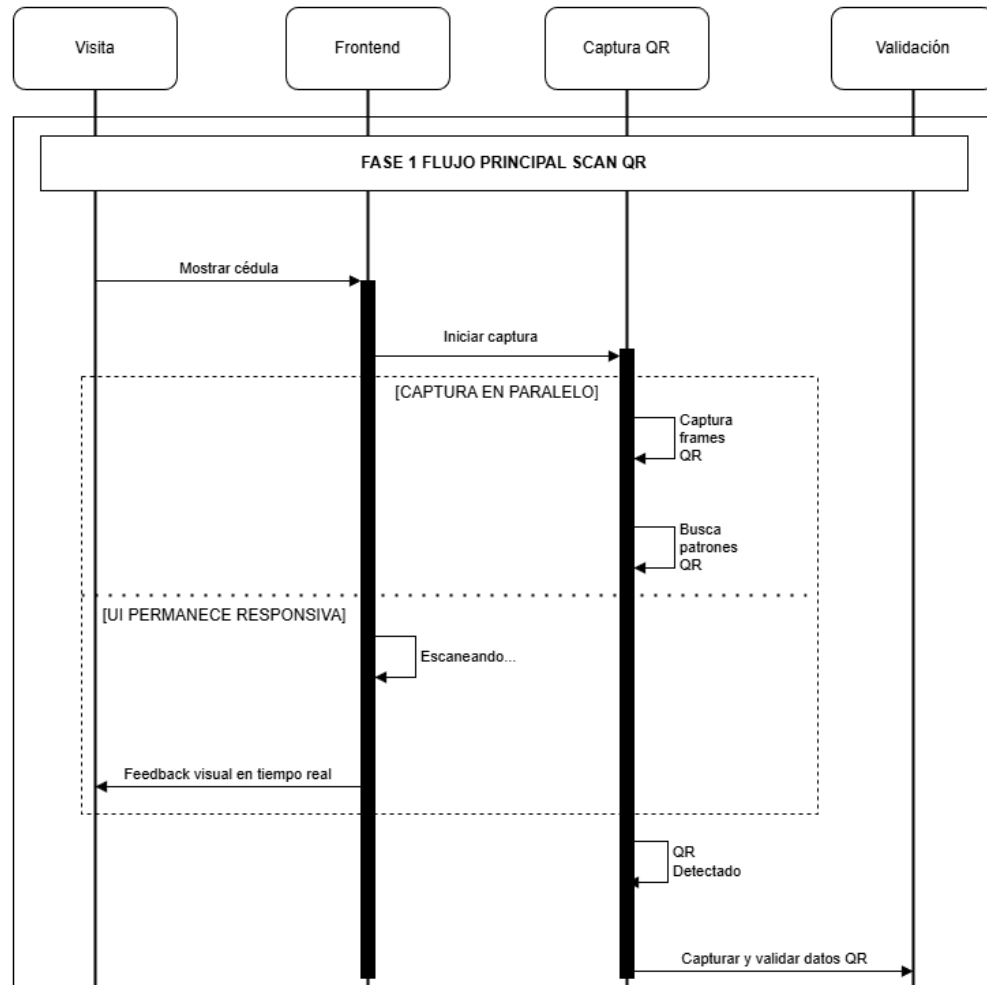 Visita
Frontend
Captura QR
Validación
FASE 1 FLUJO PRINCIPAL SCAN QR
Mostrar cédula
Iniciar captura
[CAPTURA EN PARALELO]
Captura
frames
QR
Busca
patrones
QR
[UI PERMANECE RESPONSIVA]
Escaneando...
Feedback visual en tiempo real
QR
Detectado
Capturar y validar datos QR